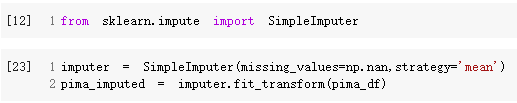 [12] 1 from sklearn.impute import SimpleImputer
[23] 1 imputer = SimpleImputer(missing_values=np.nan,strategy='mean')
2 pima_imputed = imputer.fit_transform(pima_df)